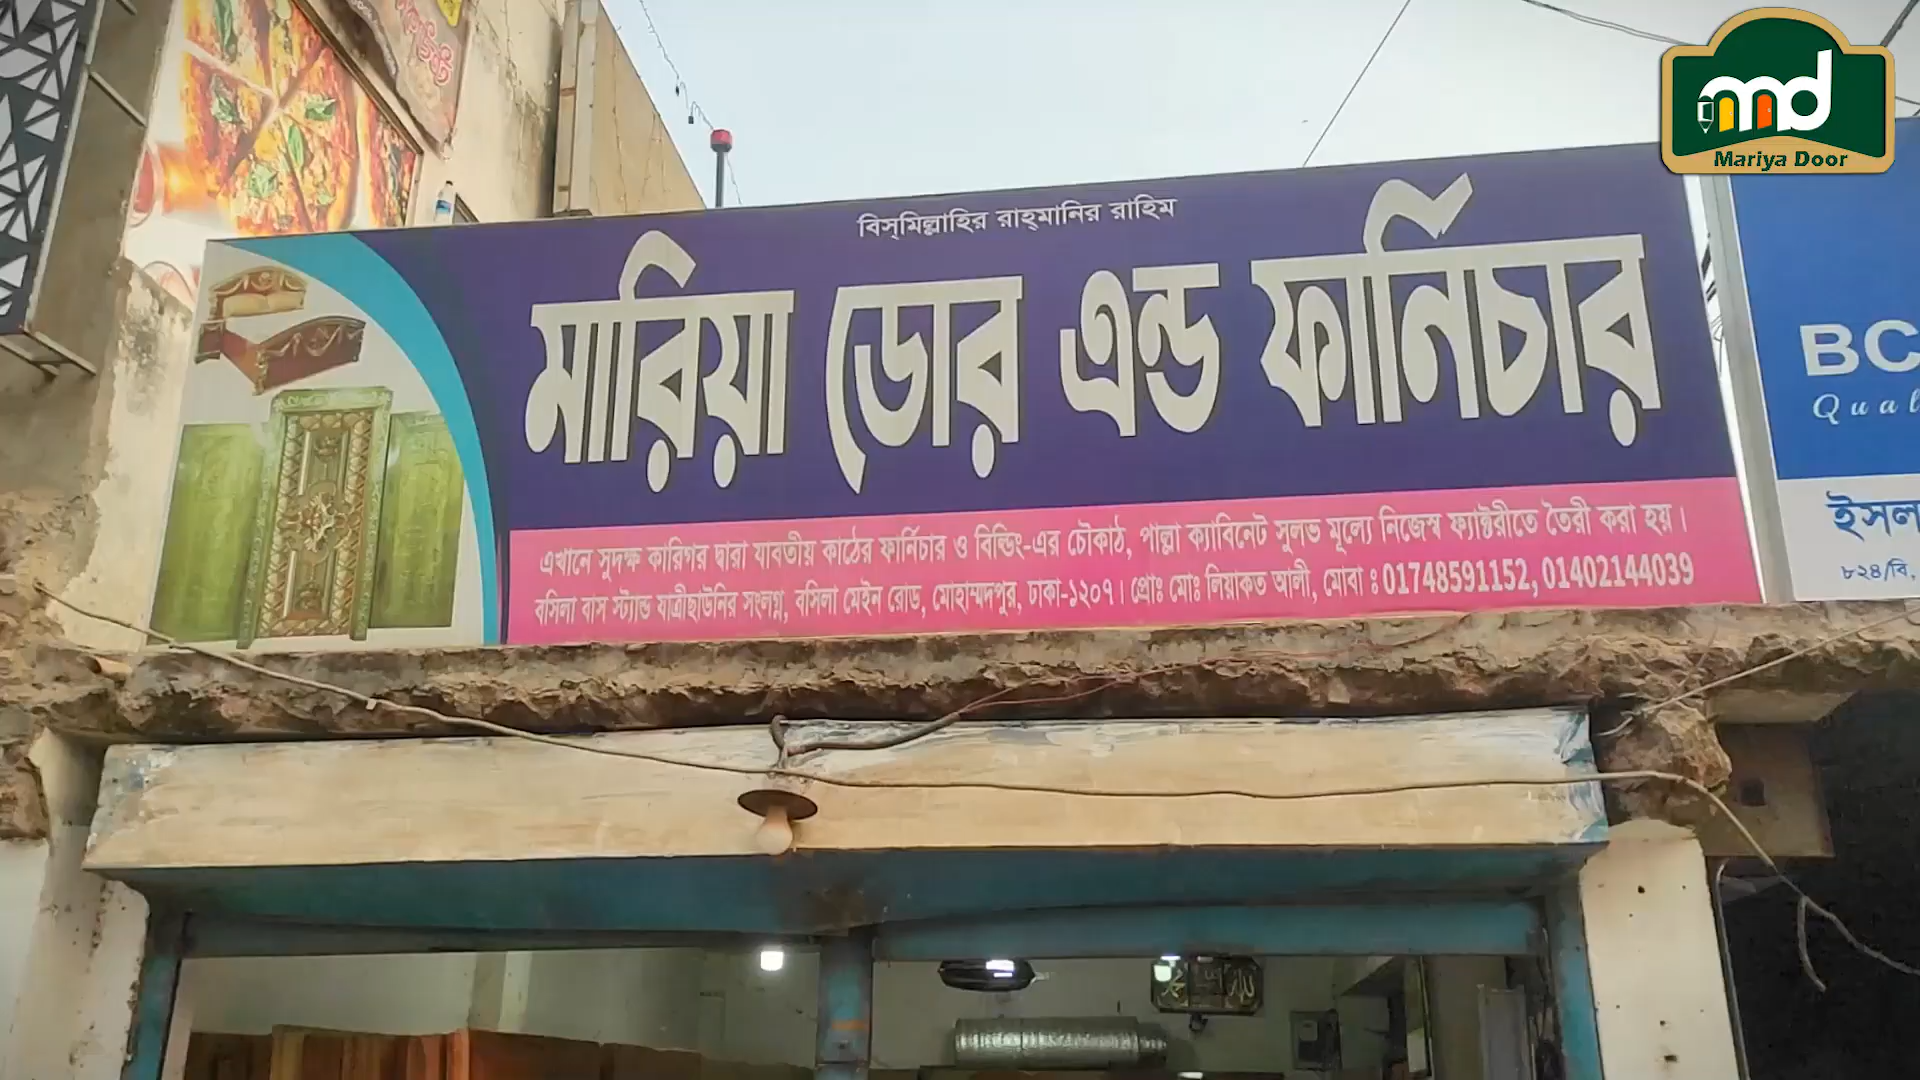 বিস্‌মিল্লাহির রাহ্‌মানির রাহিম
মারিয়া ডোর এন্ড ফার্নিচার
এখানে সুদক্ষ কারিগর দ্বারা যাবতীয় কাঠের ফার্নিচার ও বিল্ডিং-এর চৌকাঠ, পাল্লা ক্যাবিনেট সুলভ মূল্যে নিজেস্ব ফ্যাক্টরীতে তৈরী করা হয়।
বসিলা বাস স্ট্যান্ড যাত্রীছাউনির সংলগ্ন, বসিলা মেইন রোড, মোহাম্মদপুর, ঢাকা-১২০৭। প্রোঃ মোঃ লিয়াকত আলী, মোবা ঃ 01748591152, 01402144039
md
Mariya Door
BC
Qual
ইসল
৮২৪/বি,